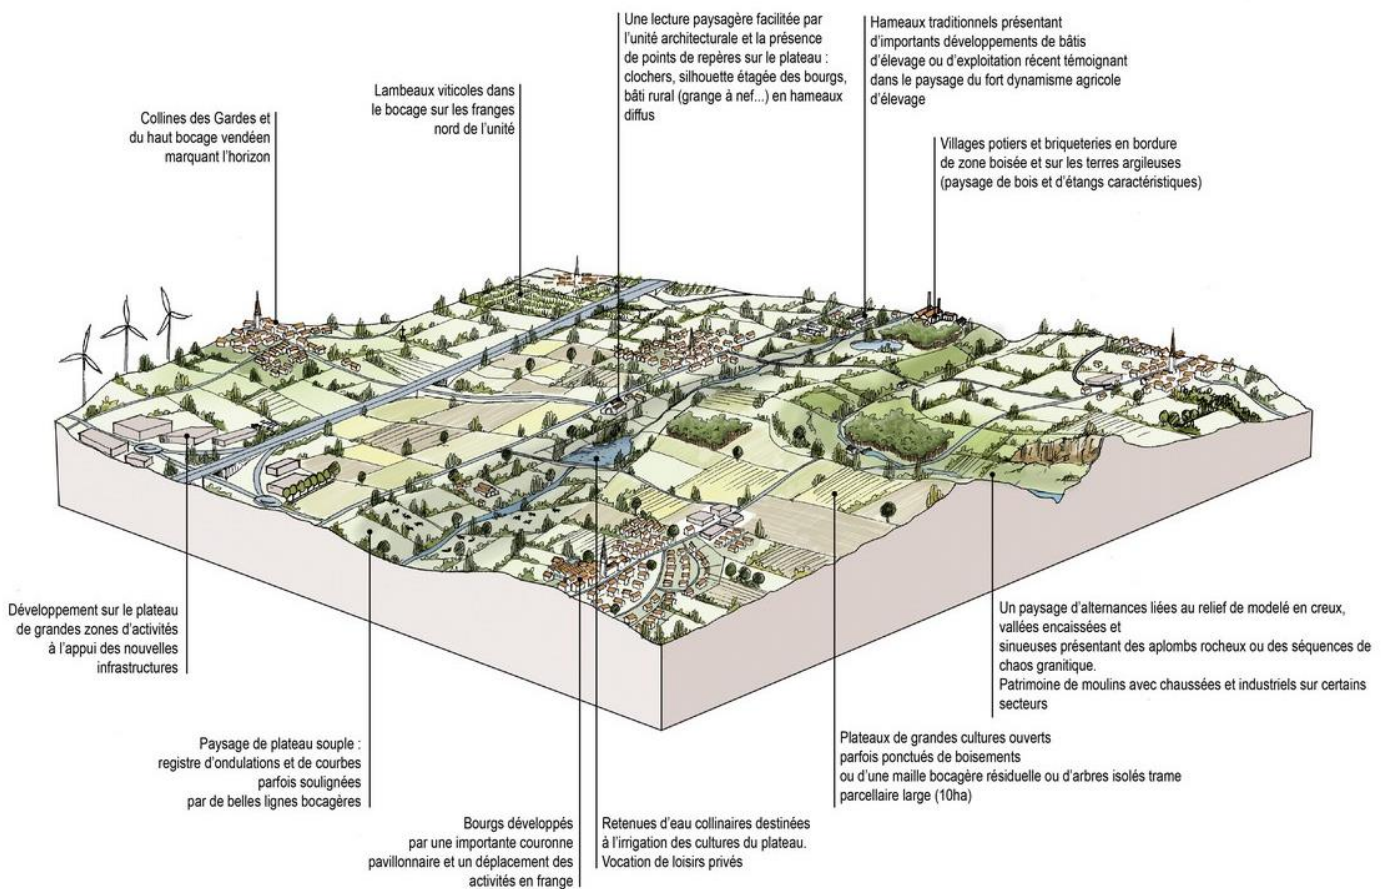 Une lecture paysagère facilitée par
l'unité architecturale et la présence
de points de repères sur le plateau :
clochers, silhouette étagée des bourgs,
bâti rural (grange à nef...) en hameaux
diffus
Hameaux traditionnels présentant
d'importants développements de bâtis
d'élevage ou d'exploitation récent témoignant
dans le paysage du fort dynamisme agricole
d'élevage
Lambeaux viticoles dans
le bocage sur les franges
nord de l'unité
Collines des Gardes et
du haut bocage vendéen
marquant l'horizon
Villages potiers et briqueteries en bordure
de zone boisée et sur les terres argileuses
(paysage de bois et d'étangs caractéristiques)
Développement sur le plateau
de grandes zones d'activités
à l'appui des nouvelles
infrastructures
Un paysage d'alternances liées au relief de modelé en creux,
vallées encaissées et
sinueuses présentant des aplombs rocheux ou des séquences de
chaos granitique.
Patrimoine de moulins avec chaussées et industriels sur certains
secteurs
Paysage de plateau souple :
registre d'ondulations et de courbes
parfois soulignées
par de belles lignes bocagères
Plateaux de grandes cultures ouverts
parfois ponctués de boisements
ou d'une maille bocagère résiduelle ou d'arbres isolés trame
parcellaire large (10ha)
Bourgs développés
par une importante couronne
pavillonnaire et un déplacement des
activités en frange
Retenues d'eau collinaires destinées
à l'irrigation des cultures du plateau.
Vocation de loisirs privés